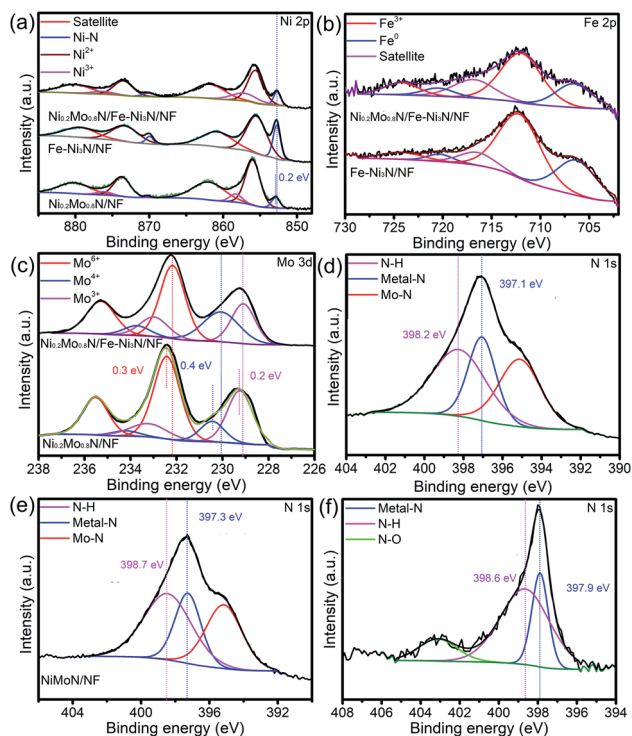 (a)
Ni 2p
Satellite
Ni-N
Ni2+
Ni3+
Ni0.2Mo0.8N/Fe-Ni3N/NF
Fe-Ni3N/NF
0.2 eV
Ni0.2Mo0.8N/NF
Intensity (a.u.)
880 870 860 850
Binding energy (eV)
(b)
Fe 2p
Fe3+
Fe0
Satellite
Ni0.2Mo0.8N/Fe-Ni3N/NF
Fe-Ni3N/NF
Intensity (a.u.)
730 725 720 715 710 705
Binding energy (eV)
(c)
Mo 3d
Mo6+
Mo4+
Mo3+
Ni0.2Mo0.8N/Fe-Ni3N/NF
0.3 eV
0.4 eV
0.2 eV
Ni0.2Mo0.8N/NF
Intensity (a.u.)
238 236 234 232 230 228 226
Binding energy (eV)
(d)
N 1s
N-H
Metal-N
Mo-N
397.1 eV
398.2 eV
Intensity (a.u.)
404 402 400 398 396 394 392 390
Binding energy (eV)
(e)
N 1s
N-H
Metal-N
Mo-N
397.3 eV
398.7 eV
NiMoN/NF
Intensity (a.u.)
404 400 396 392
Binding energy (eV)
(f)
N 1s
Metal-N
N-H
N-O
398.6 eV
397.9 eV
Intensity (a.u.)
408 406 404 402 400 398 396 394
Binding energy (eV)